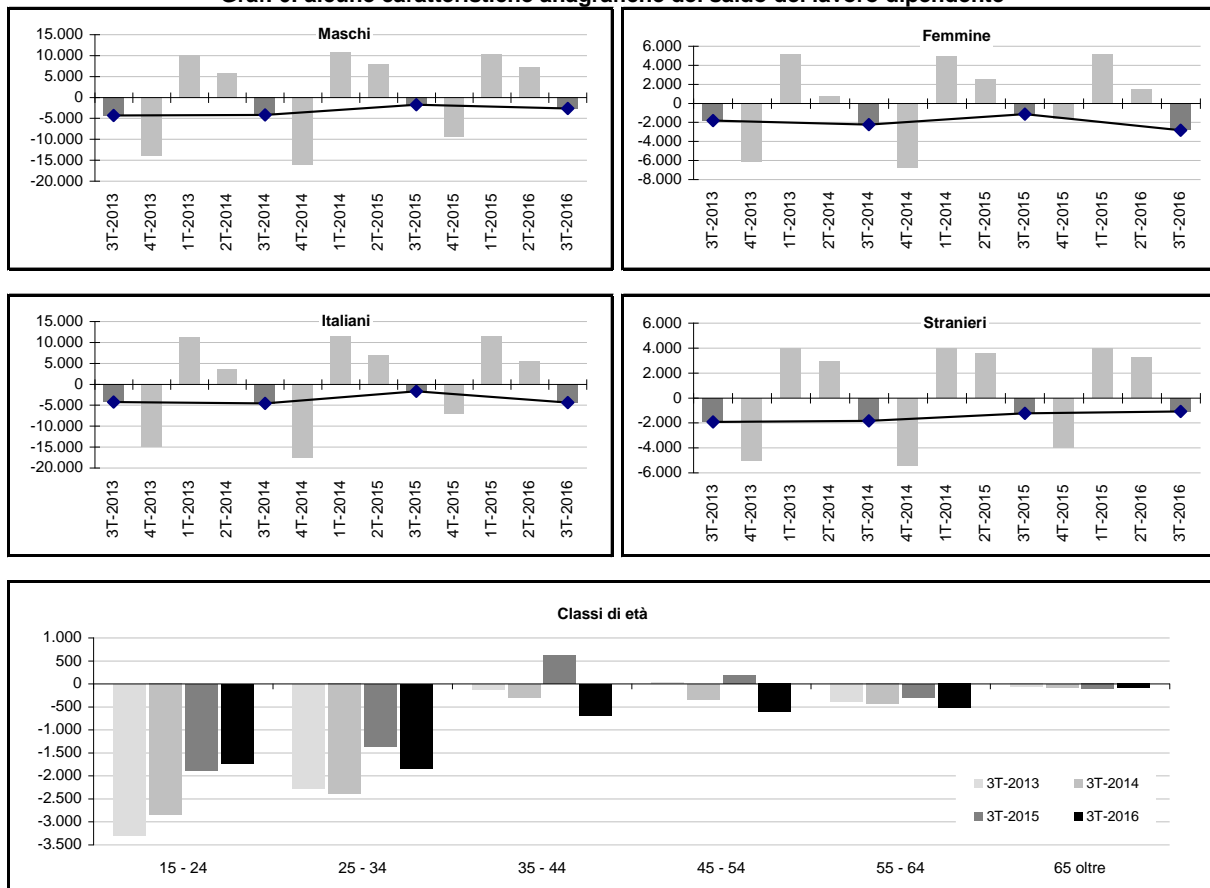 alcune caratteristiche anagrafiche del saldo del lavoro dipendente
Maschi
15.000
10.000
5.000
0
-5.000
-10.000
-15.000
-20.000
3T-2013
4T-2013
1T-2013
2T-2014
3T-2014
4T-2014
1T-2014
2T-2015
3T-2015
4T-2015
1T-2015
2T-2016
3T-2016
Femmine
6.000
4.000
2.000
0
-2.000
-4.000
-6.000
-8.000
3T-2013
4T-2013
1T-2013
2T-2014
3T-2014
4T-2014
1T-2014
2T-2015
3T-2015
4T-2015
1T-2015
2T-2016
3T-2016
Italiani
15.000
10.000
5.000
0
-5.000
-10.000
-15.000
-20.000
3T-2013
4T-2013
1T-2013
2T-2014
3T-2014
4T-2014
1T-2014
2T-2015
3T-2015
4T-2015
1T-2015
2T-2016
3T-2016
Stranieri
6.000
4.000
2.000
0
-2.000
-4.000
-6.000
3T-2013
4T-2013
1T-2013
2T-2014
3T-2014
4T-2014
1T-2014
2T-2015
3T-2015
4T-2015
1T-2015
2T-2016
3T-2016
Classi di età
1.000
500
0
-500
-1.000
-1.500
-2.000
-2.500
-3.000
-3.500
3T-2013 3T-2014
3T-2015 3T-2016
15 - 24 25 - 34 35 - 44 45 - 54 55 - 64 65 oltre